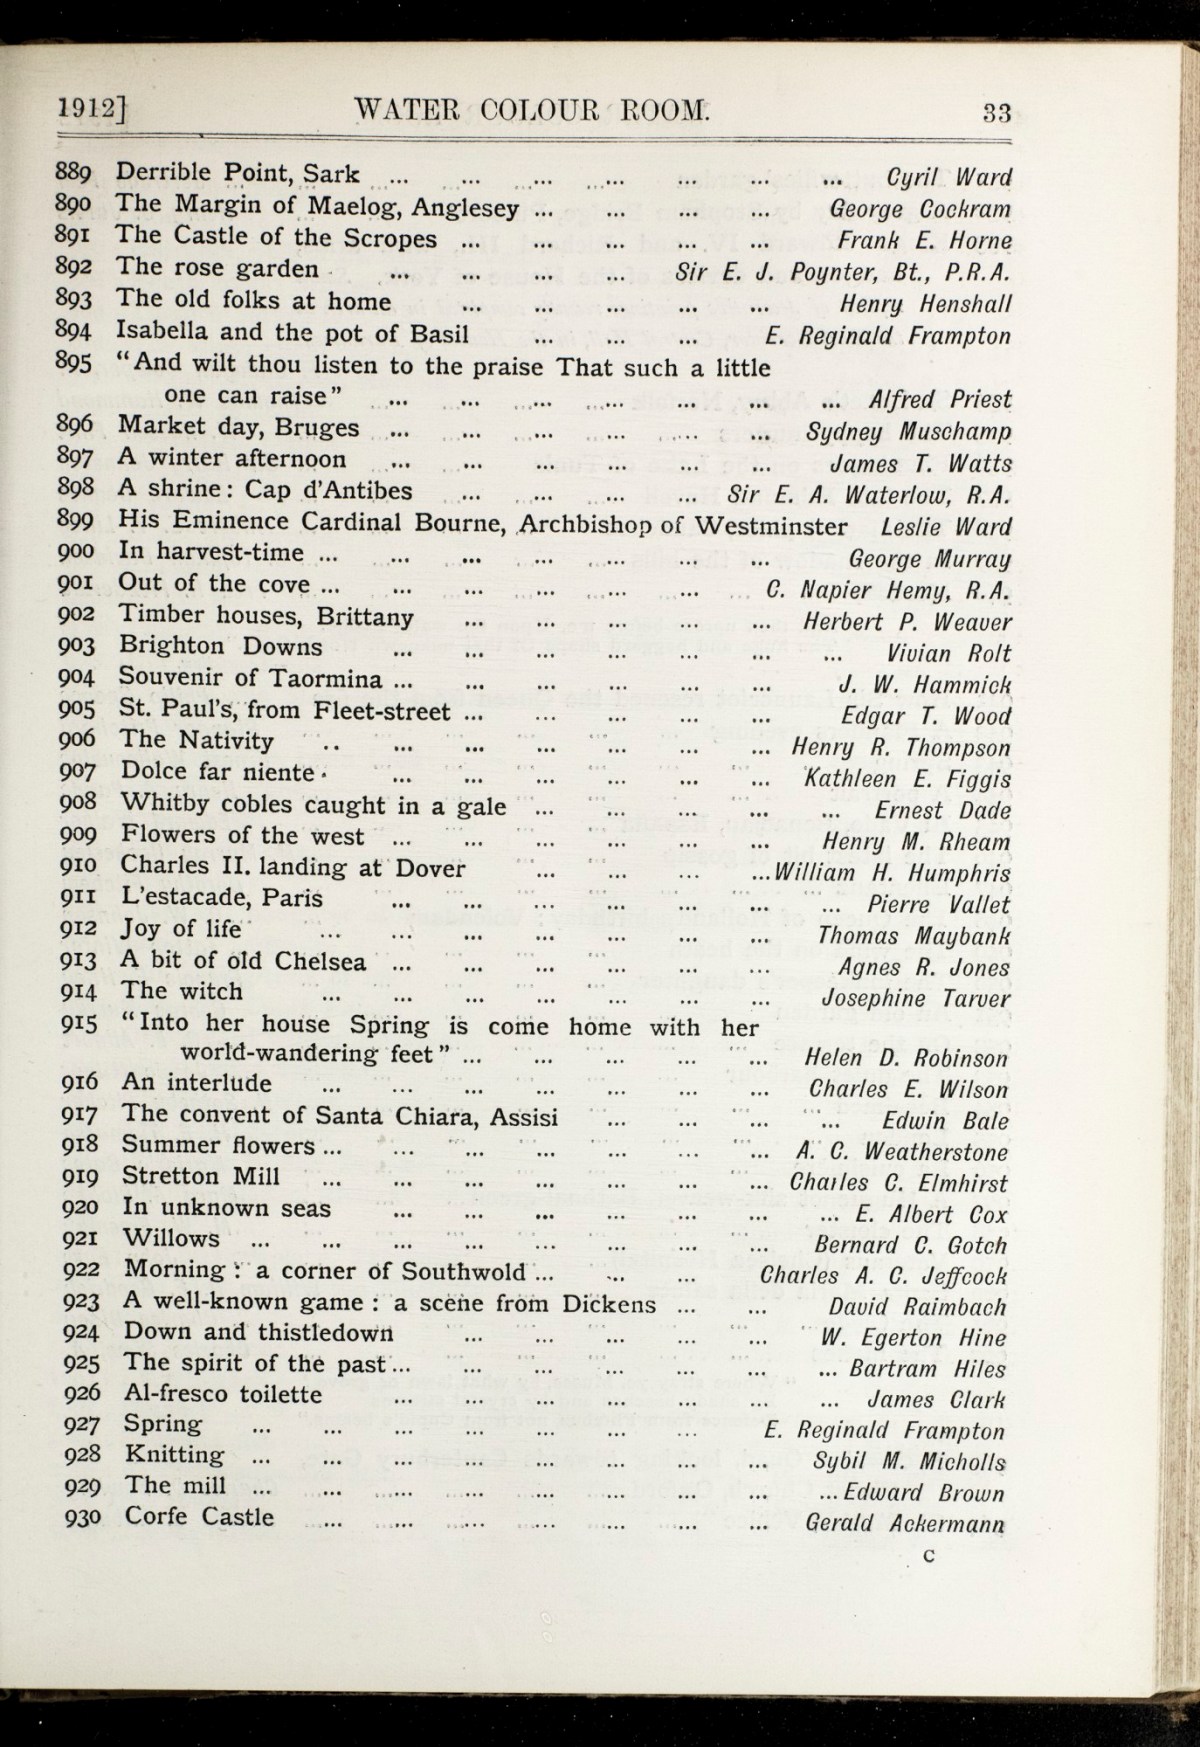 1912] WATER COLOUR ROOM. 33
889 Derrible Point, Sark ... ... ... ... ... ... ... Cyril Ward
890 The Margin of Maelog, Anglesey ... ... ... ... George Cockram
891 The Castle of the Scropes ... ... ... ... ... Frank E. Horne
892 The rose garden ... ... ... ... Sir E. J. Poynter, Bt., P.R.A.
893 The old folks at home ... ... ... ... ... Henry Henshall
894 Isabella and the pot of Basil ... ... ... E. Reginald Frampton
895 "And wilt thou listen to the praise That such a little
one can raise" ... ... ... ... ... ... ... Alfred Priest
896 Market day, Bruges ... ... ... ... ... ... Sydney Muschamp
897 A winter afternoon ... ... ... ... ... ... James T. Watts
898 A shrine: Cap d'Antibes ... ... ... ... Sir E. A. Waterlow, R.A.
899 His Eminence Cardinal Bourne, Archbishop of Westminster Leslie Ward
900 In harvest-time ... ... ... ... ... ... ... George Murray
901 Out of the cove ... ... ... ... ... ... ... C. Napier Hemy, R.A.
902 Timber houses, Brittany ... ... ... ... ... Herbert P. Weaver
903 Brighton Downs ... ... ... ... ... ... ... Vivian Rolt
904 Souvenir of Taormina ... ... ... ... ... ... J. W. Hammick
905 St. Paul's, from Fleet-street ... ... ... ... ... Edgar T. Wood
906 The Nativity .. ... ... ... ... ... ... Henry R. Thompson
907 Dolce far niente ... ... ... ... ... ... Kathleen E. Figgis
908 Whitby cobles caught in a gale ... ... ... ... ... Ernest Dade
909 Flowers of the west ... ... ... ... ... ... Henry M. Rheam
910 Charles II. landing at Dover ... ... ... ... William H. Humphris
911 L'estacade, Paris ... ... ... ... ... ... ... Pierre Vallet
912 Joy of life ... ... ... ... ... ... ... Thomas Maybank
913 A bit of old Chelsea ... ... ... ... ... ... Agnes R. Jones
914 The witch ... ... ... ... ... ... ... Josephine Tarver
915 "Into her house Spring is come home with her
world-wandering feet" ... ... ... ... ... Helen D. Robinson
916 An interlude ... ... ... ... ... ... ... Charles E. Wilson
917 The convent of Santa Chiara, Assisi ... ... ... ... Edwin Bale
918 Summer flowers ... ... ... ... ... ... ... A. C. Weatherstone
919 Stretton Mill ... ... ... ... ... ... ... Charles C. Elmhirst
920 In unknown seas ... ... ... ... ... ... ... E. Albert Cox
921 Willows ... ... ... ... ... ... ... ... Bernard C. Gotch
922 Morning: a corner of Southwold ... ... ... Charles A. C. Jeffcock
923 A well-known game: a scene from Dickens ... ... David Raimbach
924 Down and thistledown ... ... ... ... ... W. Egerton Hine
925 The spirit of the past ... ... ... ... ... ... ... Bartram Hiles
926 Al-fresco toilette ... ... ... ... ... ... ... James Clark
927 Spring ... ... ... ... ... ... ... E. Reginald Frampton
928 Knitting ... ... ... ... ... ... ... ... Sybil M. Micholls
929 The mill ... ... ... ... ... ... ... ... ... Edward Brown
930 Corfe Castle ... ... ... ... ... ... ... Gerald Ackermann
C